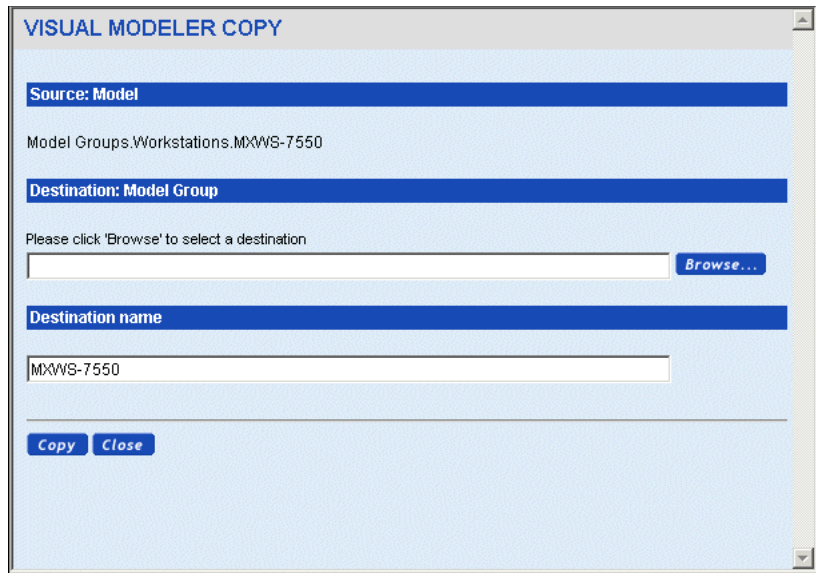 VISUAL MODELER COPY
Source: Model
Model Groups.Workstations.MXWS-7550
Destination: Model Group
Please click 'Browse' to select a destination
Browse...
Destination name
MXWS-7550
Copy Close